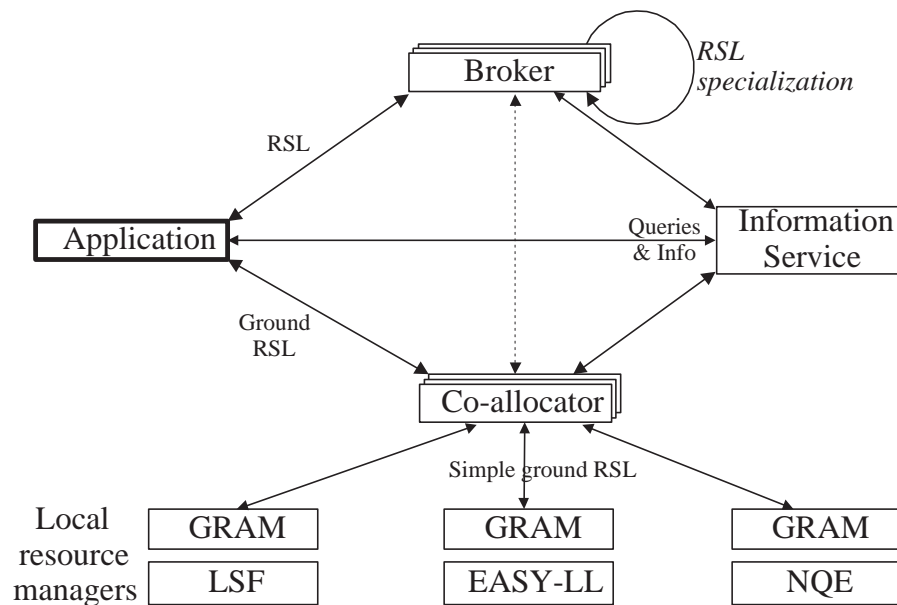 Broker
RSL
specialization
RSL
Application
Queries
& Info
Information
Service
Ground
RSL
Co-allocator
Simple ground RSL
Local
resource
managers
GRAM
GRAM
GRAM
LSF
EASY-LL
NQE